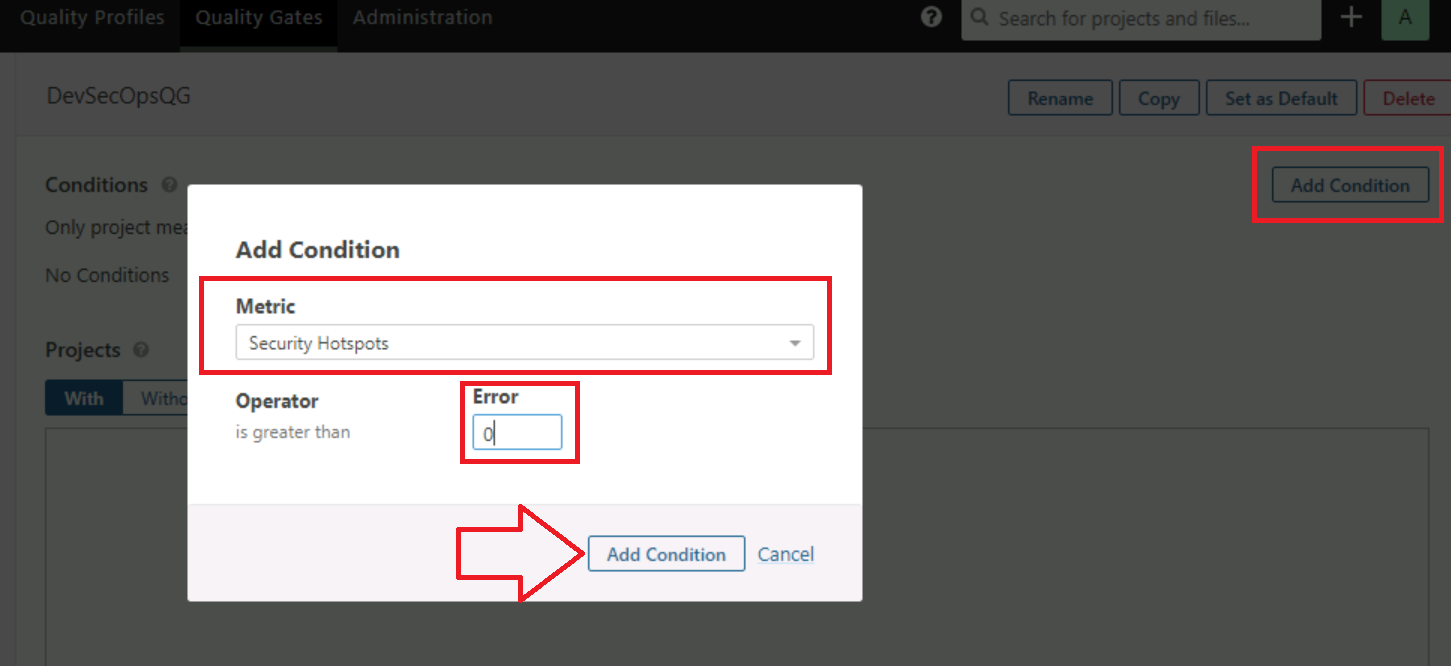 Quality Profiles Quality Gates Administration
Search for projects and files...
A
DevSecOpsQG
Rename Copy Set as Default Delete
Conditions
Add Condition
Only project mea
No Conditions
Projects
With Witho
Add Condition
Metric
Security Hotspots
Operator Error
is greater than 0
Add Condition Cancel